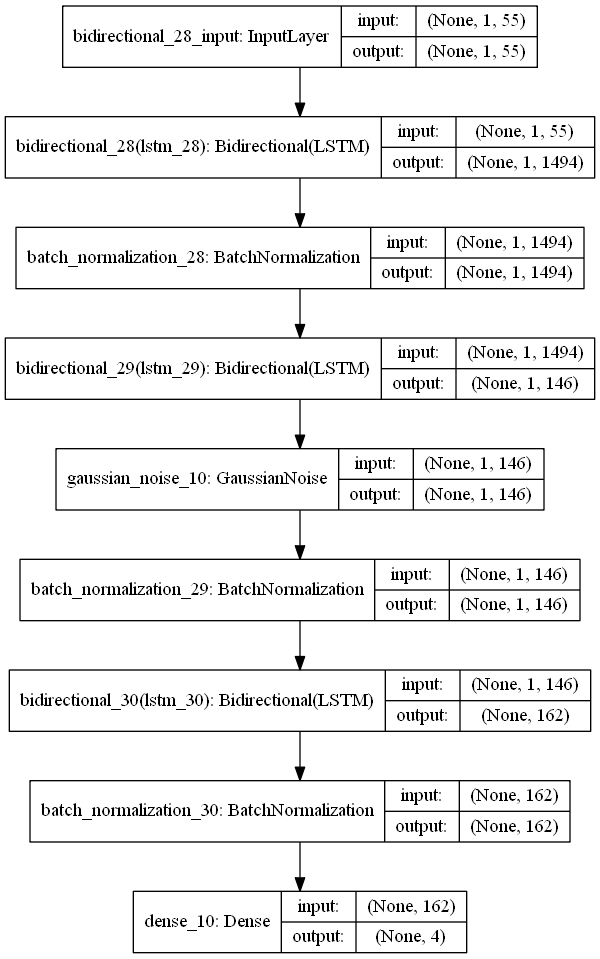 bidirectional_28_input: InputLayer
input: (None, 1, 55)
output: (None, 1, 55)
bidirectional_28(lstm_28): Bidirectional(LSTM)
input: (None, 1, 55)
output: (None, 1, 1494)
batch_normalization_28: BatchNormalization
input: (None, 1, 1494)
output: (None, 1, 1494)
bidirectional_29(lstm_29): Bidirectional(LSTM)
input: (None, 1, 1494)
output: (None, 1, 146)
gaussian_noise_10: GaussianNoise
input: (None, 1, 146)
output: (None, 1, 146)
batch_normalization_29: BatchNormalization
input: (None, 1, 146)
output: (None, 1, 146)
bidirectional_30(lstm_30): Bidirectional(LSTM)
input: (None, 1, 146)
output: (None, 162)
batch_normalization_30: BatchNormalization
input: (None, 162)
output: (None, 162)
dense_10: Dense
input: (None, 162)
output: (None, 4)